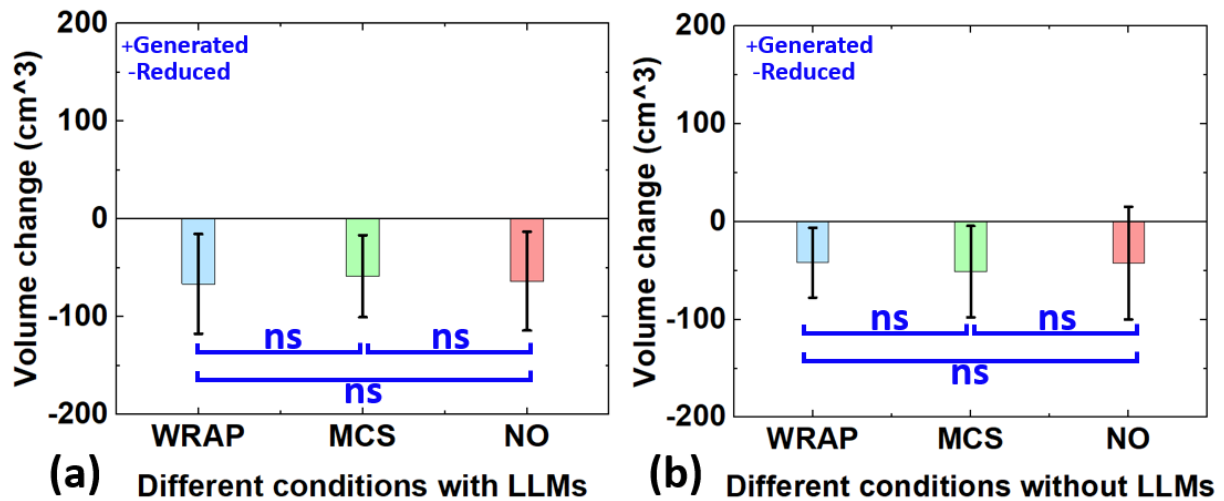 Volume change (cm^3)
200
100
0
-100
-200
+Generated
-Reduced
ns
ns
ns
WRAP
MCS
NO
(a)
Different conditions with LLMs
Volume change (cm^3)
200
100
0
-100
-200
+Generated
-Reduced
ns
ns
ns
WRAP
MCS
NO
(b)
Different conditions without LLMs